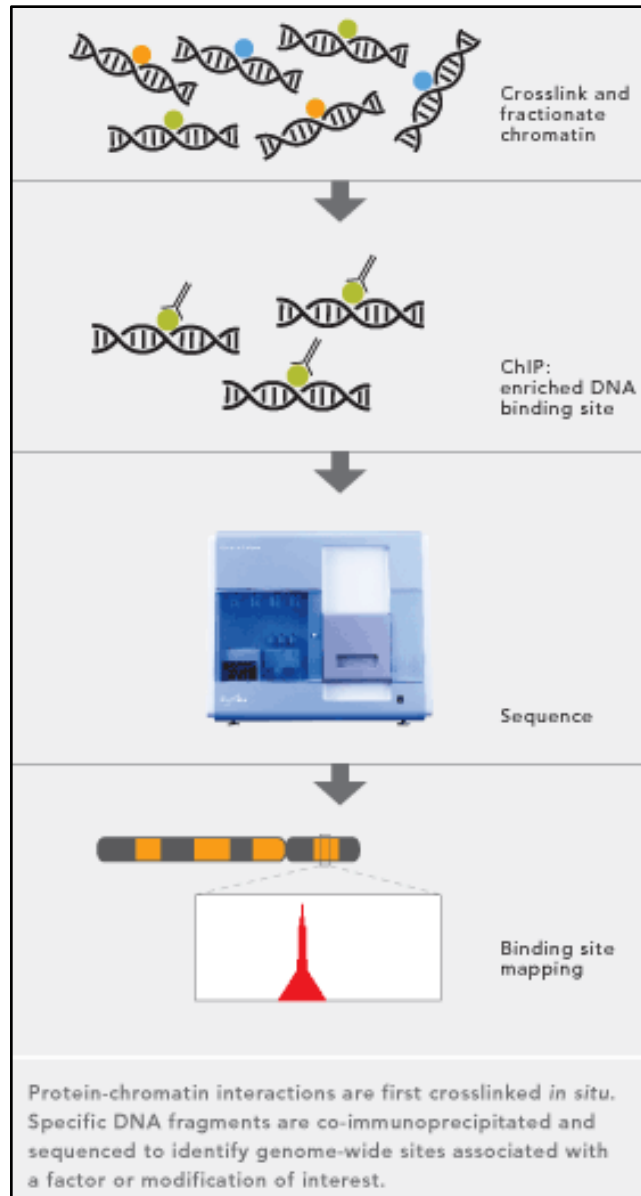 Crosslink and
fractionate
chromatin
ChIP:
enriched DNA
binding site
Sequence
Binding site
mapping
Protein-chromatin interactions are first crosslinked in situ.
Specific DNA fragments are co-immunoprecipitated and
sequenced to identify genome-wide sites associated with
a factor or modification of interest.